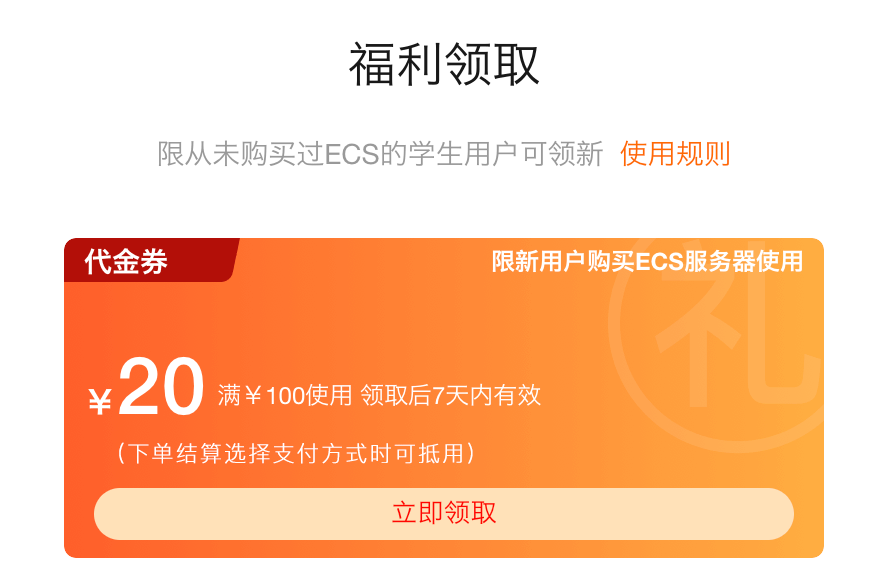 福利领取
限从未购买过ECS的学生用户可领新 使用规则
代金券
限新用户购买ECS服务器使用
礼
¥20 满¥100使用 领取后7天内有效
（下单结算选择支付方式时可抵用）
立即领取